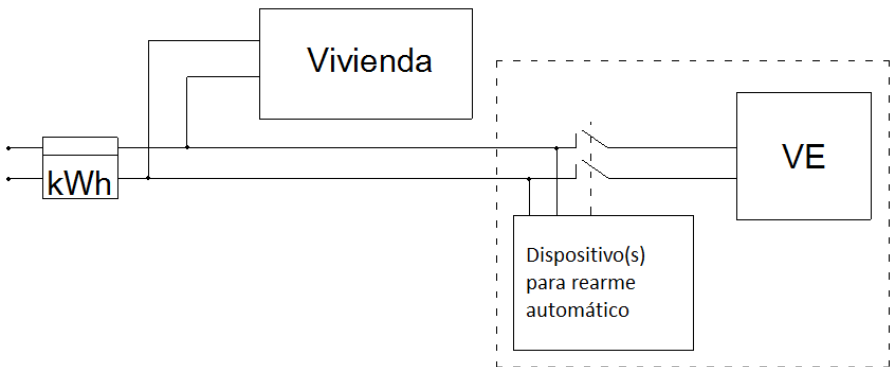 Vivienda
kWh
VE
Dispositivo(s)
para rearme
automático